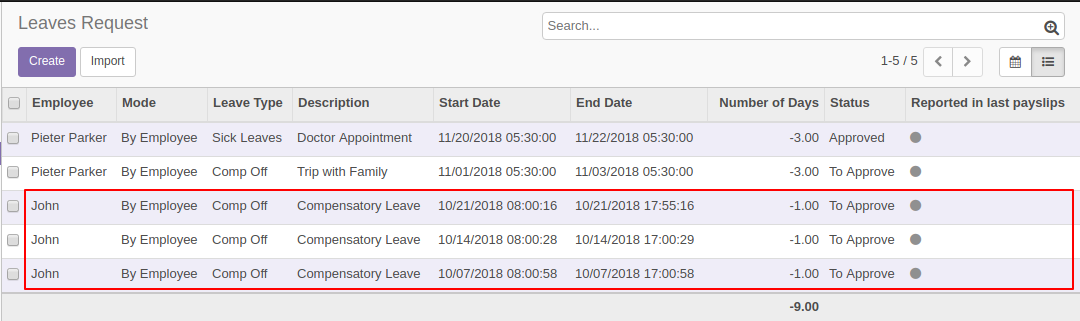 Leaves Request
Search...
Create Import
1-5 / 5
Employee Mode Leave Type Description Start Date End Date Number of Days Status Reported in last payslips
Pieter Parker By Employee Sick Leaves Doctor Appointment 11/20/2018 05:30:00 11/22/2018 05:30:00 -3.00 Approved
Pieter Parker By Employee Comp Off Trip with Family 11/01/2018 05:30:00 11/03/2018 05:30:00 -3.00 To Approve
John By Employee Comp Off Compensatory Leave 10/21/2018 08:00:16 10/21/2018 17:55:16 -1.00 To Approve
John By Employee Comp Off Compensatory Leave 10/14/2018 08:00:28 10/14/2018 17:00:29 -1.00 To Approve
John By Employee Comp Off Compensatory Leave 10/07/2018 08:00:58 10/07/2018 17:00:58 -1.00 To Approve
-9.00